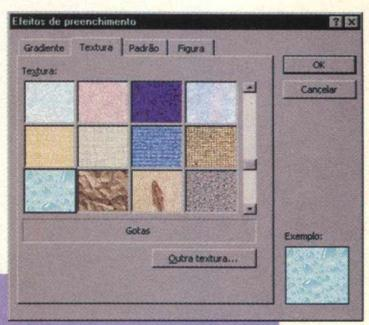 Efeitos de preenchimento
Gradiente Textura Padrão Figura
Textura:
OK
Cancelar
Gotas
Outra textura...
Exemplo: